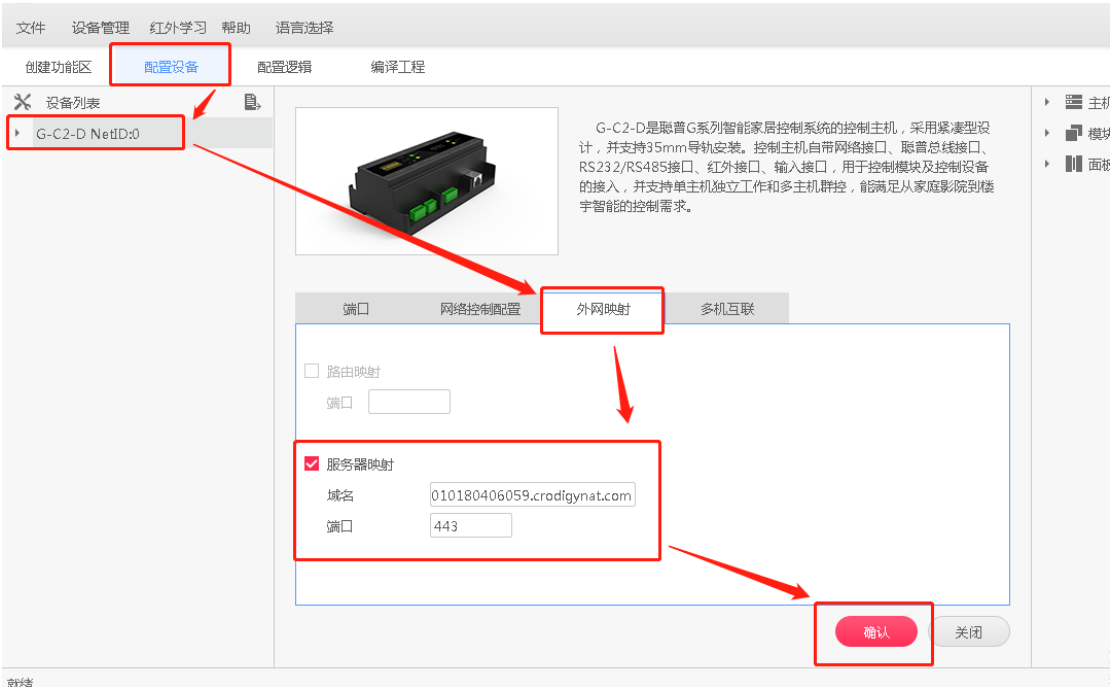 文件 设备管理 红外学习 帮助 语言选择
创建功能区 配置设备 配置逻辑 编译工程
设备列表
G-C2-D NetID:0
G-C2-D是聪普G系列智能家居控制系统的控制主机，采用紧凑型设
计，并支持35mm导轨安装。控制主机自带网络接口、聪普总线接口、
RS232/RS485接口、红外接口、输入接口，用于控制模块及控制设备
的接入，并支持单主机独立工作和多主机群控，能满足从家庭影院到楼
宇智能的控制需求。
主机
模块
面板
端口 网络控制配置 外网映射 多机互联
路由映射
端口
服务器映射
域名 010180406059.crodigynat.com
端口 443
确认 关闭
就绪